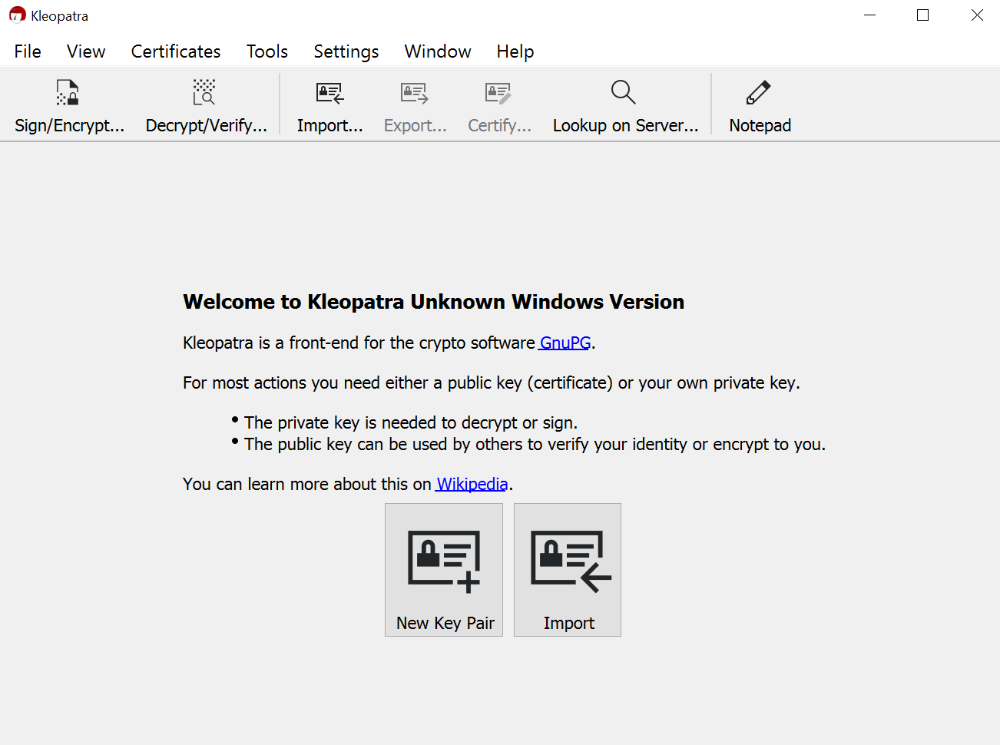 Kleopatra
File View Certificates Tools Settings Window Help
Sign/Encrypt... Decrypt/Verify... Import... Export... Certify... Lookup on Server... Notepad
Welcome to Kleopatra Unknown Windows Version
Kleopatra is a front-end for the crypto software GnuPG.
For most actions you need either a public key (certificate) or your own private key.
• The private key is needed to decrypt or sign.
• The public key can be used by others to verify your identity or encrypt to you.
You can learn more about this on Wikipedia.
New Key Pair Import